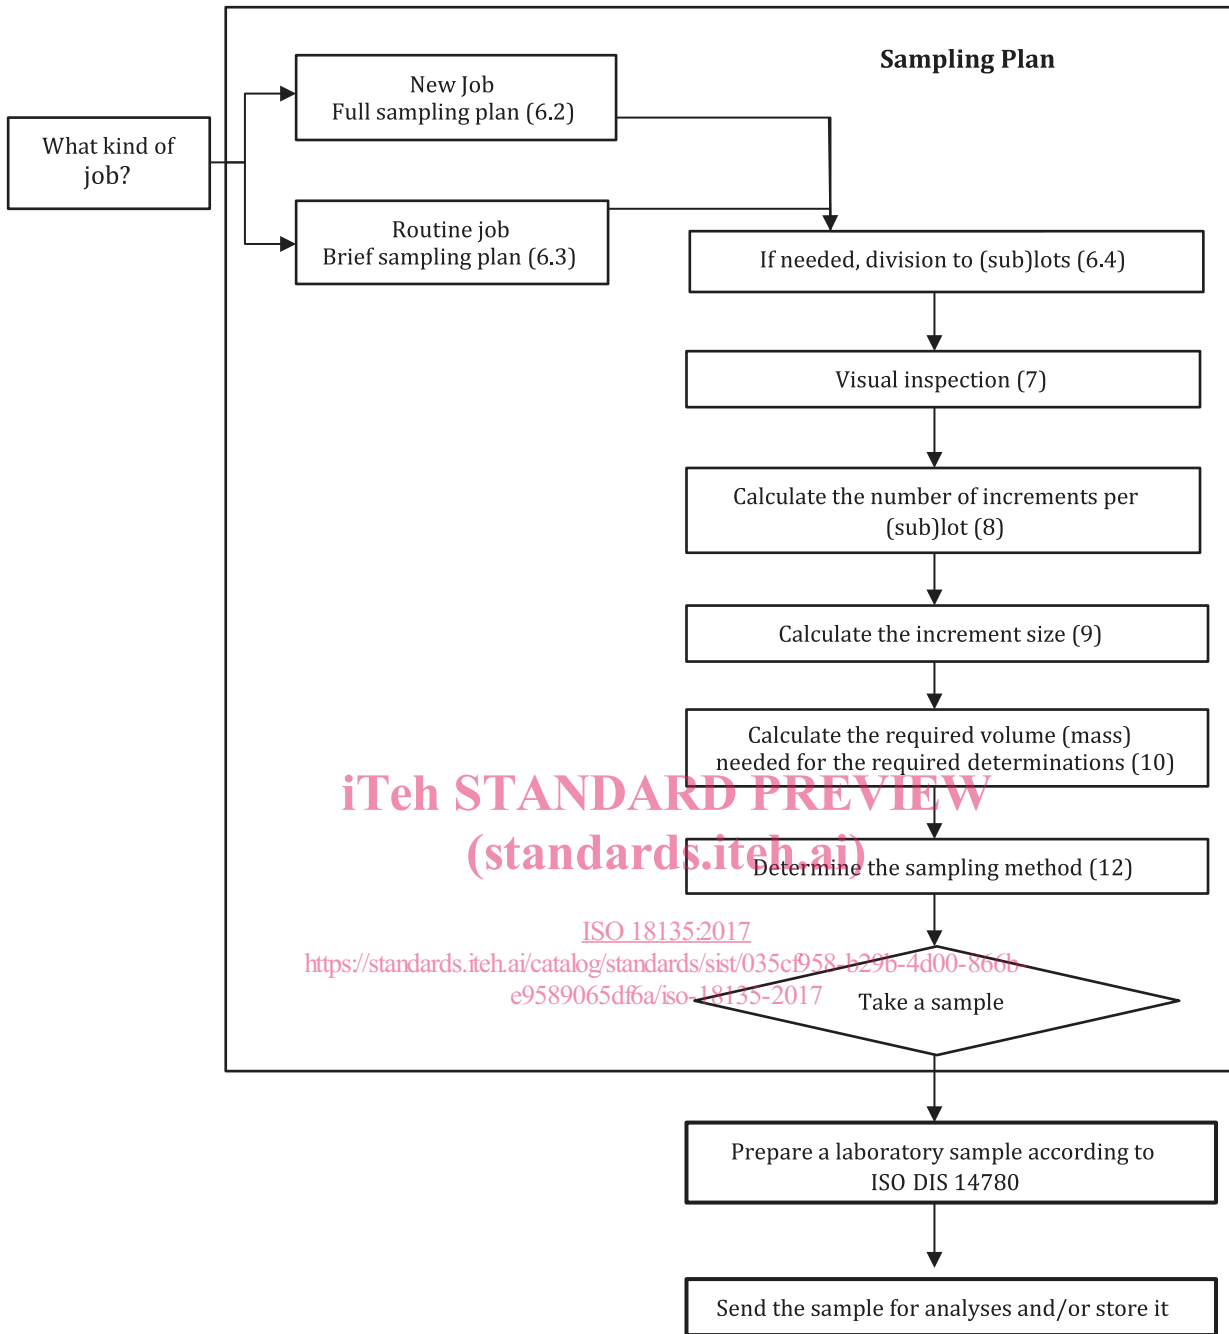 Sampling Plan
New Job
Full sampling plan (6.2)
What kind of
job?
Routine job
Brief sampling plan (6.3)
If needed, division to (sub)lots (6.4)
Visual inspection (7)
Calculate the number of increments per
(sub)lot (8)
Calculate the increment size (9)
Calculate the required volume (mass)
needed for the required determinations (10)
iTeh STANDARD PREVIEW
(standards.iteh.ai)
Determine the sampling method (12)
ISO 18135:2017
https://standards.iteh.ai/catalog/standards/sist/035cf958-b29b-4d00-866b-
e9589065df6a/iso-18135-2017
Take a sample
Prepare a laboratory sample according to
ISO DIS 14780
Send the sample for analyses and/or store it